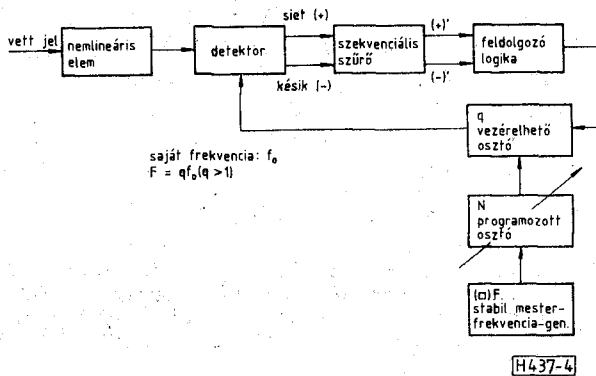 vett jel
nemlineáris
elem
detektor
siet (+)
késik (-)
szekvenciális
szűrő
(+)'
(-)'
feldolgozó
logika
q
vezérelhető
osztó
saját frekvencia: f₀
F = qf₀(q > 1)
N
programozott
osztó
(□)F.
stabil mester-
frekvencia-gen.
H437-4